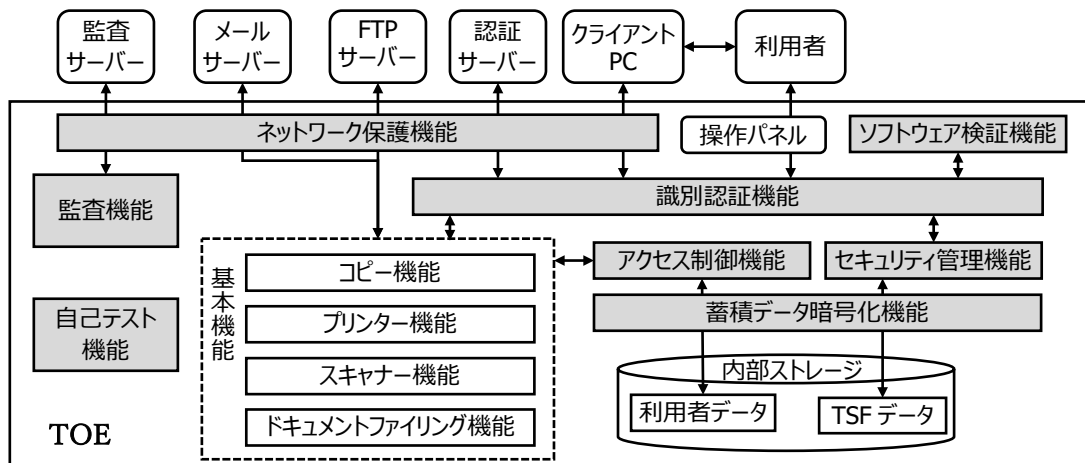 監査
サーバー
メール
サーバー
FTP
サーバー
認証
サーバー
クライアント
PC
利用者
ネットワーク保護機能
操作パネル
ソフトウェア検証機能
監査機能
識別認証機能
基本機能
コピー機能
プリンター機能
スキャナー機能
ドキュメントファイリング機能
アクセス制御機能
セキュリティ管理機能
自己テスト
機能
蓄積データ暗号化機能
内部ストレージ
利用者データ
TSF データ
TOE